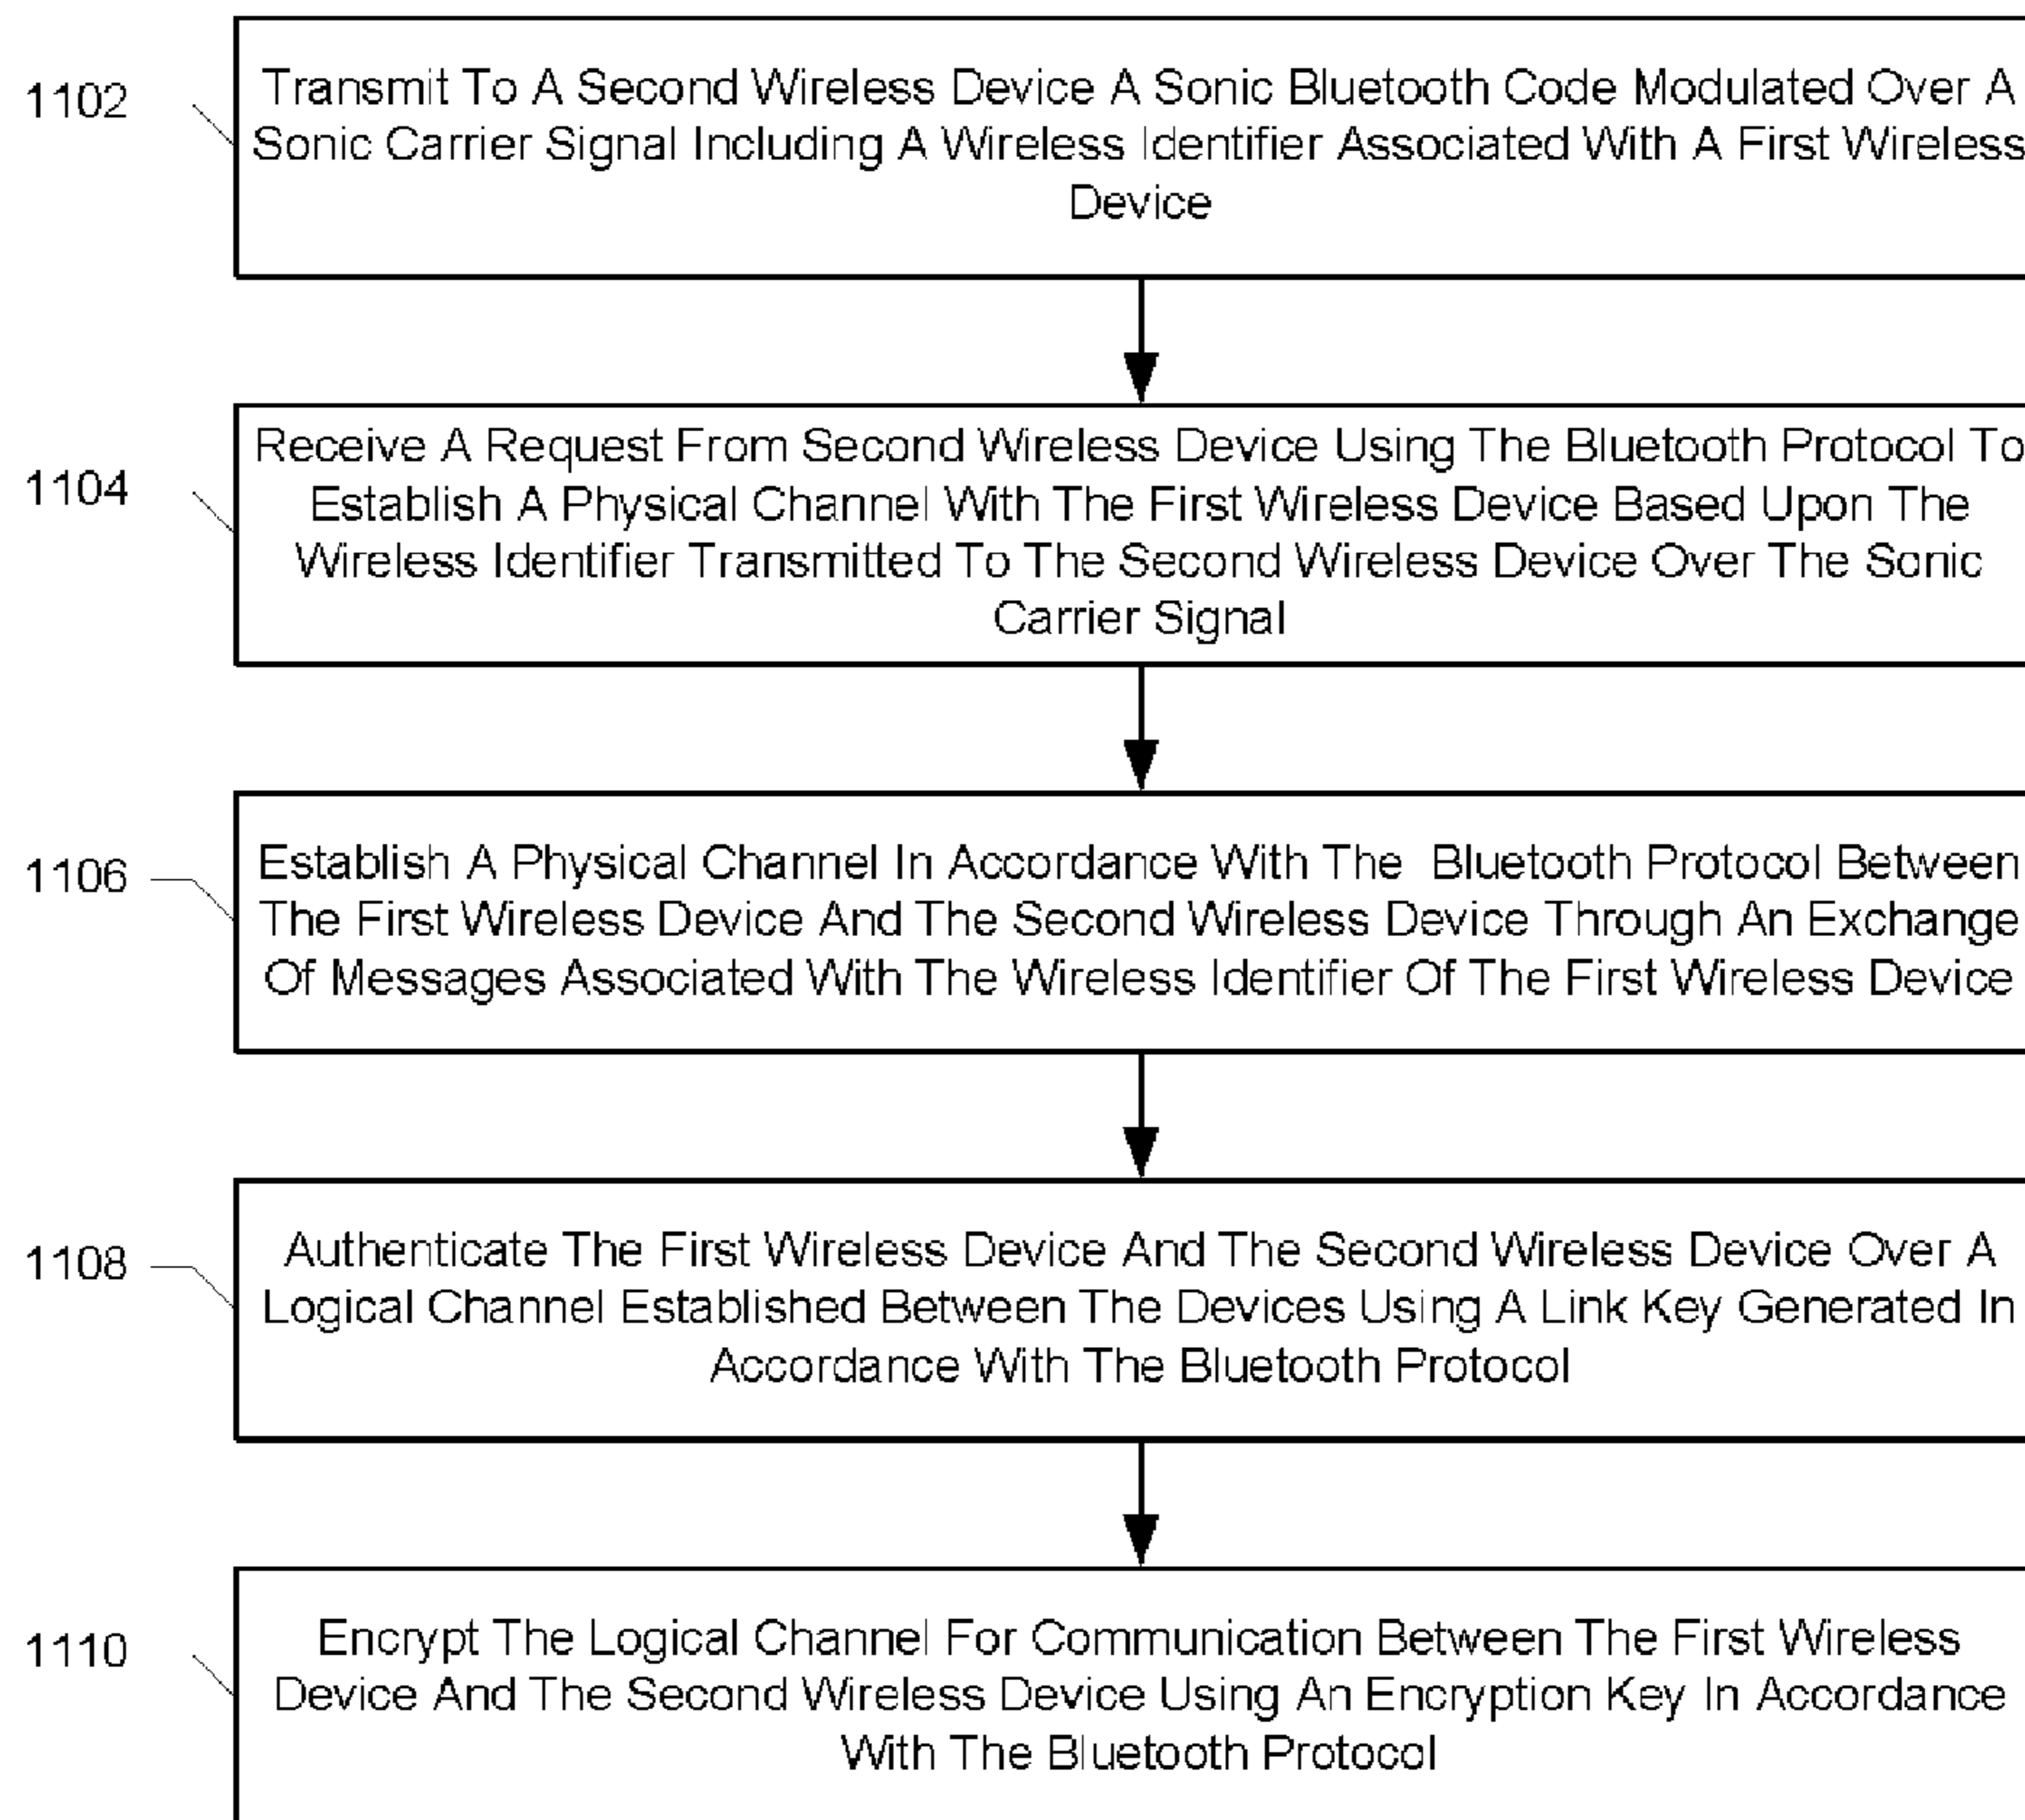 1102
Transmit To A Second Wireless Device A Sonic Bluetooth Code Modulated Over A
Sonic Carrier Signal Including A Wireless Identifier Associated With A First Wireless
Device
1104
Receive A Request From Second Wireless Device Using The Bluetooth Protocol To
Establish A Physical Channel With The First Wireless Device Based Upon The
Wireless Identifier Transmitted To The Second Wireless Device Over The Sonic
Carrier Signal
1106
Establish A Physical Channel In Accordance With The Bluetooth Protocol Between
The First Wireless Device And The Second Wireless Device Through An Exchange
Of Messages Associated With The Wireless Identifier Of The First Wireless Device
1108
Authenticate The First Wireless Device And The Second Wireless Device Over A
Logical Channel Established Between The Devices Using A Link Key Generated In
Accordance With The Bluetooth Protocol
1110
Encrypt The Logical Channel For Communication Between The First Wireless
Device And The Second Wireless Device Using An Encryption Key In Accordance
With The Bluetooth Protocol